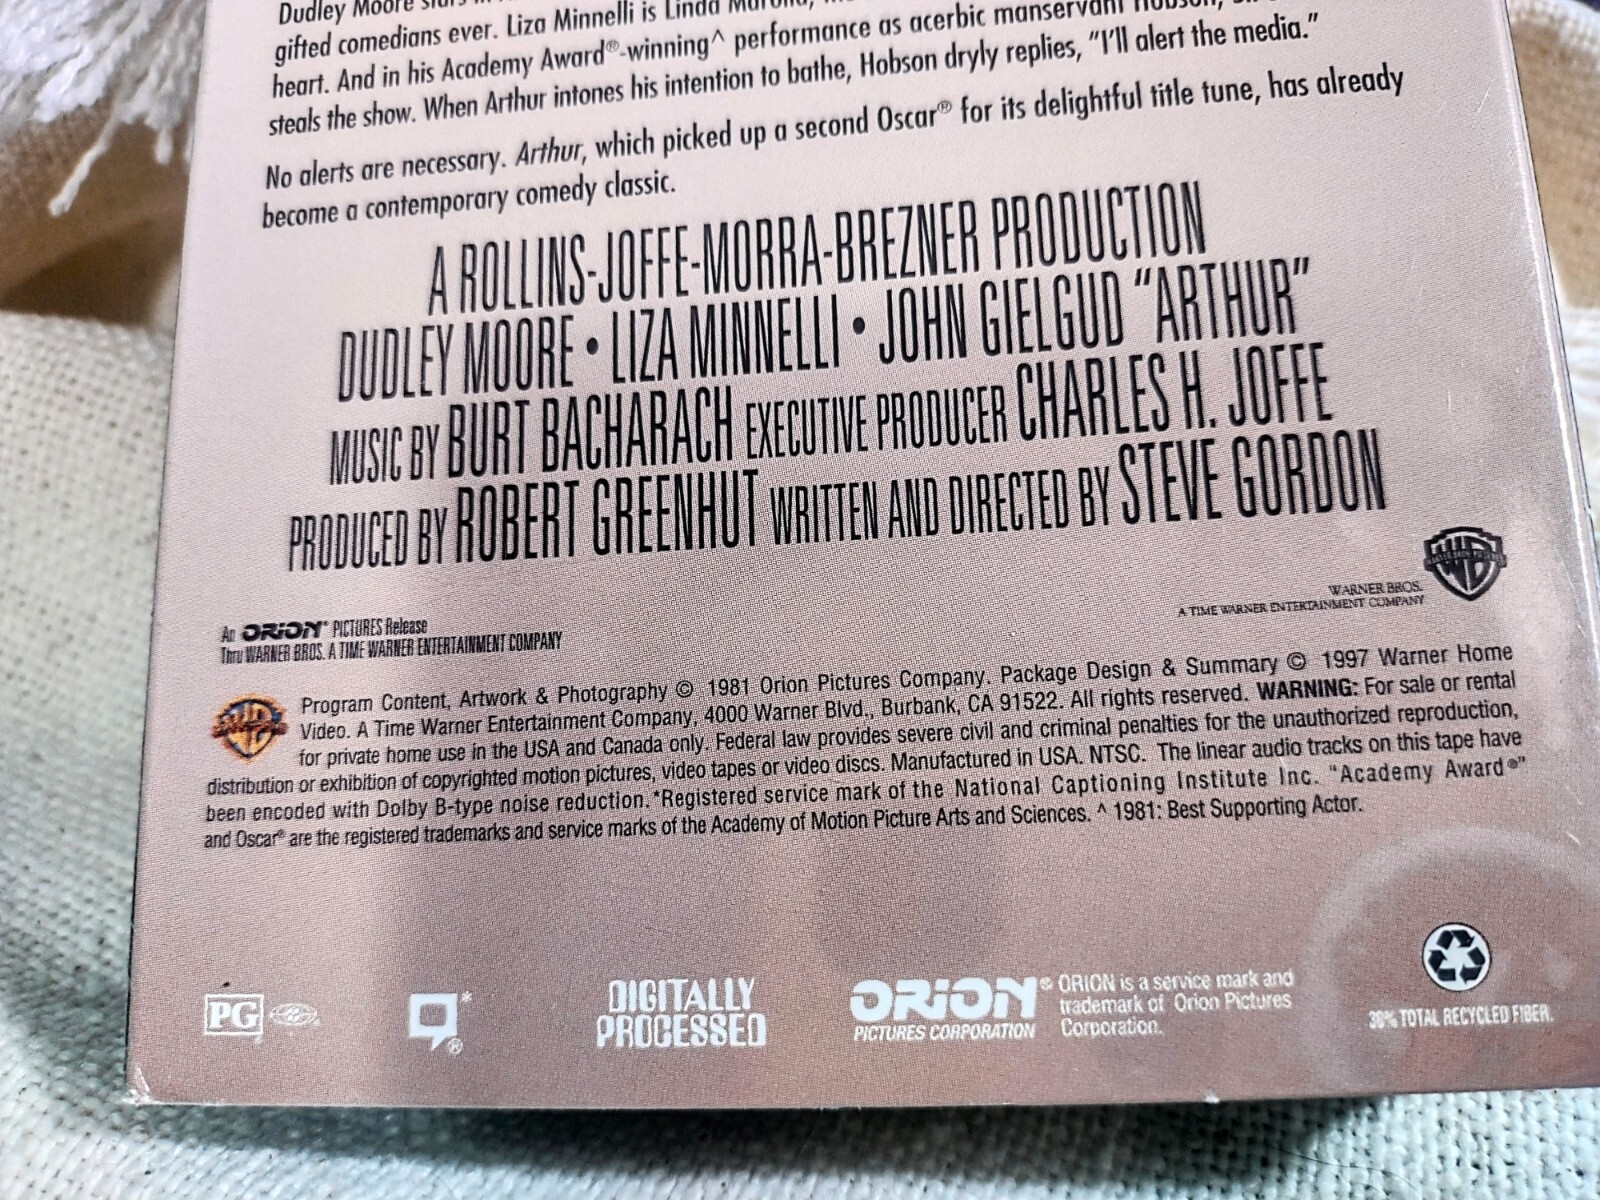 Dudley Moore stars in
gifted comedians ever. Liza Minnelli is Linda
heart. And in his Academy Award®-winning^ performance as acerbic manservant Hobson,
steals the show. When Arthur intones his intention to bathe, Hobson dryly replies, “I'll alert the media.”
No alerts are necessary. Arthur, which picked up a second Oscar® for its delightful title tune, has already
become a contemporary comedy classic.
A ROLLINS-JOFFE-MORRA-BREZNER PRODUCTION
DUDLEY MOORE • LIZA MINNELLI • JOHN GIELGUD “ARTHUR”
MUSIC BY BURT BACHARACH EXECUTIVE PRODUCER CHARLES H. JOFFE
PRODUCED BY ROBERT GREENHUT WRITTEN AND DIRECTED BY STEVE GORDON
WB
WARNER BROS.
A TIME WARNER ENTERTAINMENT COMPANY
An ORION® PICTURES Release
Thru WARNER BROS. A TIME WARNER ENTERTAINMENT COMPANY
Program Content, Artwork & Photography © 1981 Orion Pictures Company. Package Design & Summary © 1997 Warner Home
Video. A Time Warner Entertainment Company, 4000 Warner Blvd., Burbank, CA 91522. All rights reserved. WARNING: For sale or rental
for private home use in the USA and Canada only. Federal law provides severe civil and criminal penalties for the unauthorized reproduction,
distribution or exhibition of copyrighted motion pictures, video tapes or video discs. Manufactured in USA. NTSC. The linear audio tracks on this tape have
been encoded with Dolby B-type noise reduction. *Registered service mark of the National Captioning Institute Inc. “Academy Award®”
and Oscar® are the registered trademarks and service marks of the Academy of Motion Picture Arts and Sciences. ^ 1981: Best Supporting Actor.
PG
*
®
DIGITALLY
PROCESSED
ORION®
PICTURES CORPORATION
ORION is a service mark and
trademark of Orion Pictures
Corporation.
30% TOTAL RECYCLED FIBER.